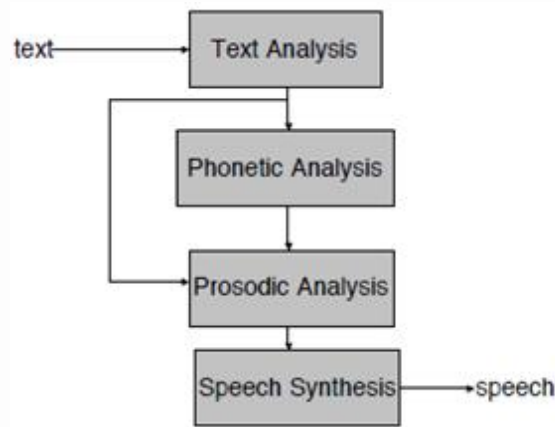 text
Text Analysis
Phonetic Analysis
Prosodic Analysis
Speech Synthesis
speech